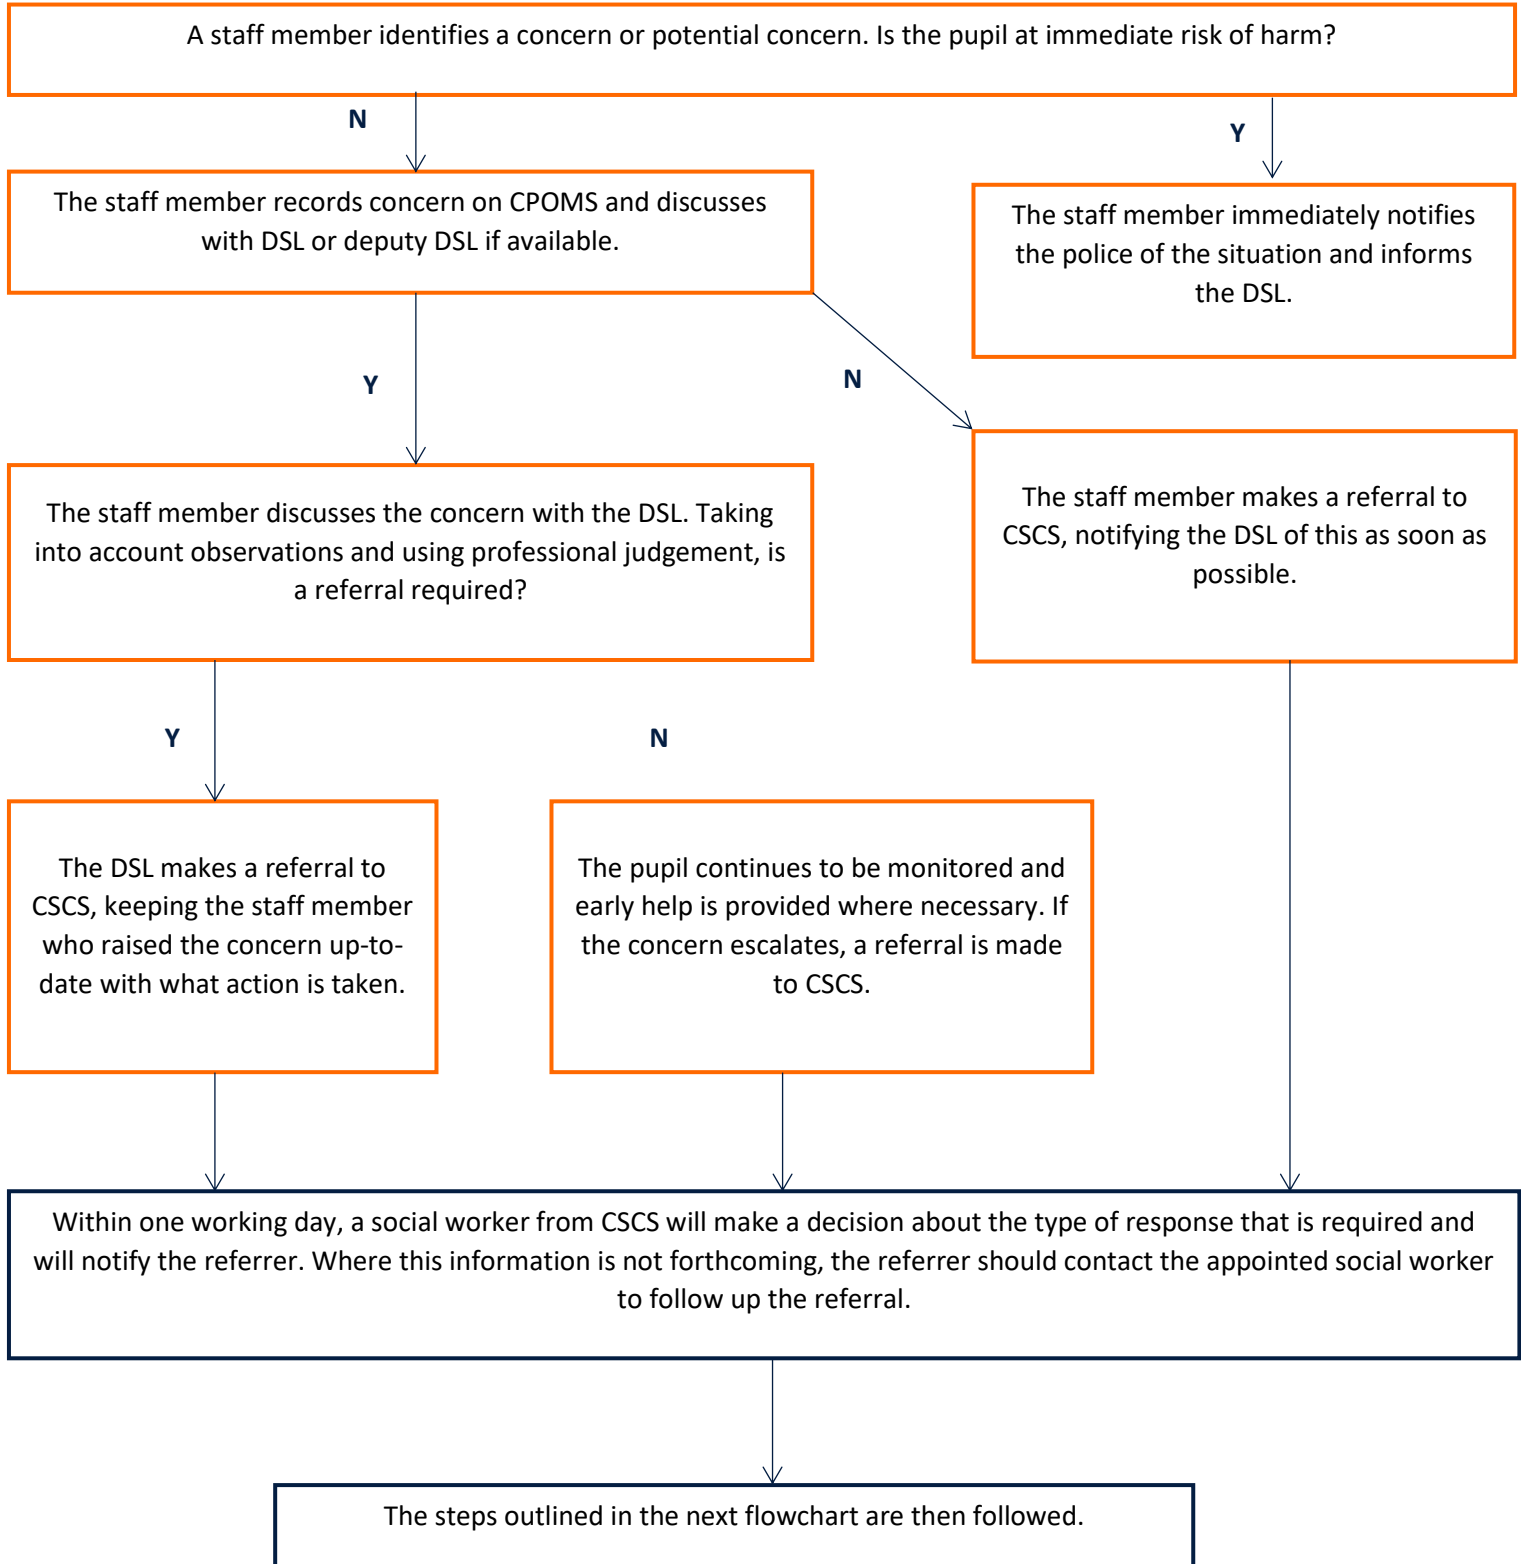 A staff member identifies a concern or potential concern. Is the pupil at immediate risk of harm?
N
Y
The staff member records concern on CPOMS and discusses
with DSL or deputy DSL if available.
The staff member immediately notifies
the police of the situation and informs
the DSL.
Y
N
The staff member discusses the concern with the DSL. Taking
into account observations and using professional judgement, is
a referral required?
The staff member makes a referral to
CSCS, notifying the DSL of this as soon as
possible.
Y
N
The DSL makes a referral to
CSCS, keeping the staff member
who raised the concern up-to-
date with what action is taken.
The pupil continues to be monitored and
early help is provided where necessary. If
the concern escalates, a referral is made
to CSCS.
Within one working day, a social worker from CSCS will make a decision about the type of response that is required and
will notify the referrer. Where this information is not forthcoming, the referrer should contact the appointed social worker
to follow up the referral.
The steps outlined in the next flowchart are then followed.